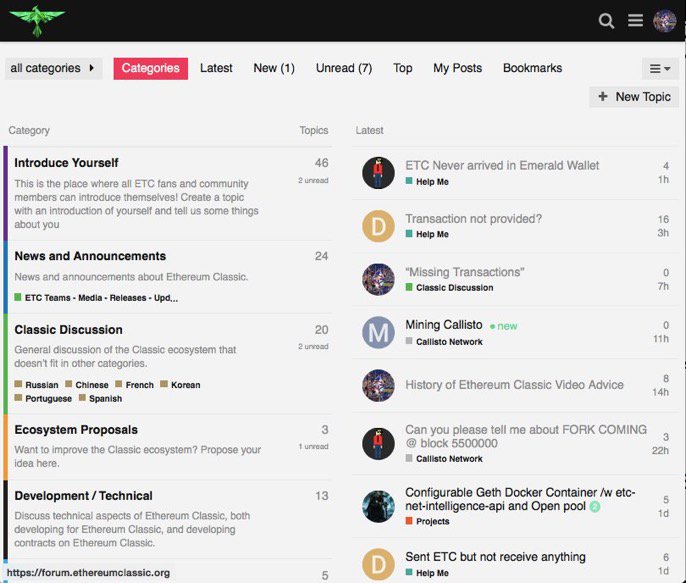 all categories
Categories
Latest
New (1)
Unread (7)
Top
My Posts
Bookmarks
+ New Topic
Category
Topics
Introduce Yourself
46
This is the place where all ETC fans and community
2 unread
members can introduce themselves! Create a topic
with an introduction of yourself and tell us some things
about you
News and Announcements
24
News and announcements about Ethereum Classic.
ETC Teams - Media - Releases - Upd...
Classic Discussion
20
General discussion of the Classic ecosystem that
2 unread
doesn't fit in other categories.
Russian Chinese French Korean
Portuguese Spanish
Ecosystem Proposals
3
Want to improve the Classic ecosystem? Propose your
1 unread
idea here.
Development / Technical
13
Discuss technical aspects of Ethereum Classic, both
developing for Ethereum Classic, and developing
contracts on Ethereum Classic.
https://forum.ethereumclassic.org
5
Latest
ETC Never arrived in Emerald Wallet
4
Help Me
1h
D
Transaction not provided?
16
Help Me
3h
"Missing Transactions"
0
Classic Discussion
7h
M
Mining Callisto new
0
Callisto Network
11h
History of Ethereum Classic Video Advice
8
14h
Can you please tell me about FORK COMING
@ block 5500000
3
Callisto Network
22h
Configurable Geth Docker Container /w etc-
net-intelligence-api and Open pool 2
5
Projects
1d
D
Sent ETC but not receive anything
6
Help Me
1d